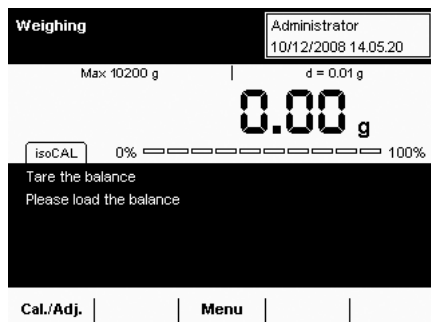 Weighing
Administrator
10/12/2008 14.05.20
Max 10200 g
d = 0.01 g
0.00 g
isoCAL 0% 100%
Tare the balance
Please load the balance
Cal./Adj. Menu